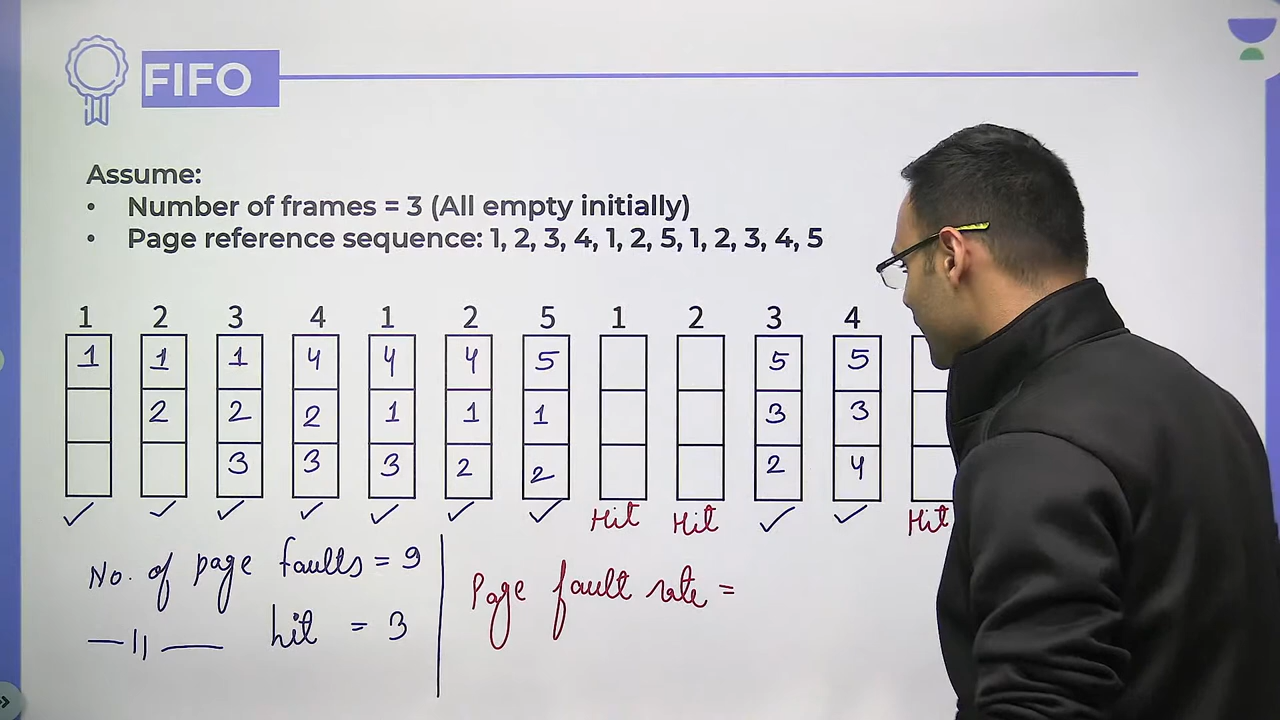 FIFO
Assume:
• Number of frames = 3 (All empty initially)
• Page reference sequence: 1, 2, 3, 4, 1, 2, 5, 1, 2, 3, 4, 5
1 2 3 4 1 2 5 1 2 3 4
1 1 1 4 4 4 5 5 5
2 2 2 1 1 1 3 3
3 3 3 2 2 2 4
✓ ✓ ✓ ✓ ✓ ✓ ✓ Hit Hit ✓ ✓ Hit
No. of page faults = 9
—11— hit = 3
Page fault rate =
»